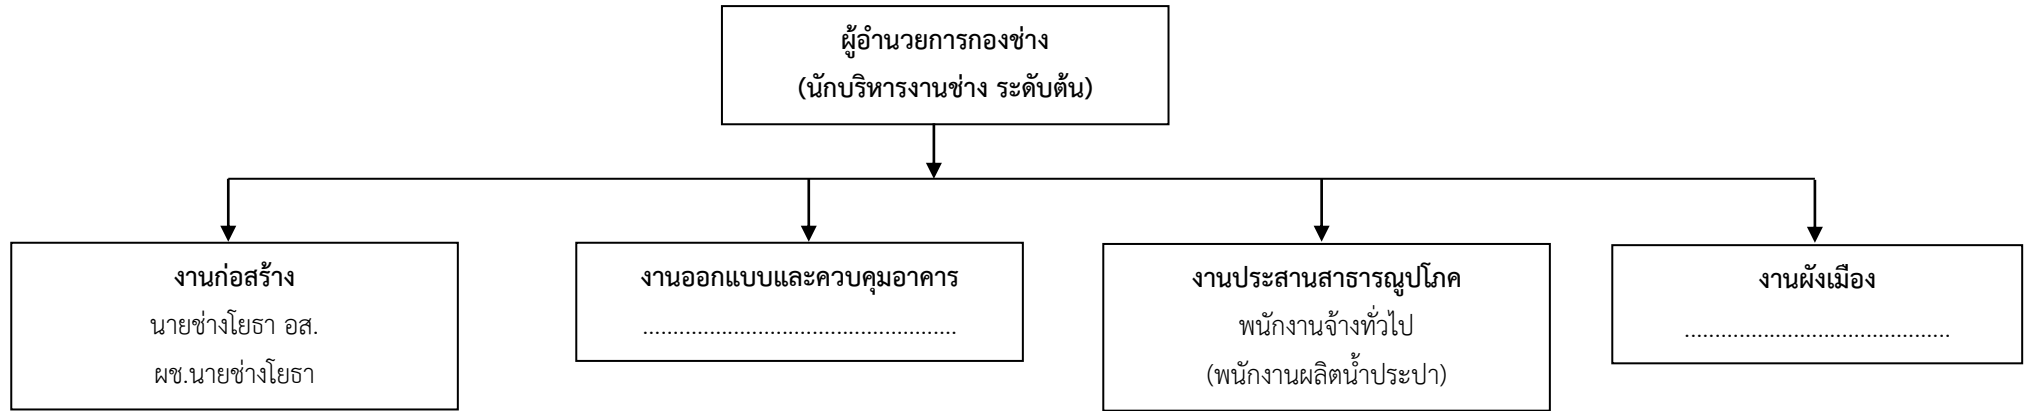 ผู้อำนวยการกองช่าง
(นักบริหารงานช่าง ระดับต้น)
งานก่อสร้าง
นายช่างโยธา อส.
ผช.นายช่างโยธา
งานออกแบบและควบคุมอาคาร
....................................................
งานประสานสาธารณูปโภค
พนักงานจ้างทั่วไป
(พนักงานผลิตน้ำประปา)
งานผังเมือง
............................................